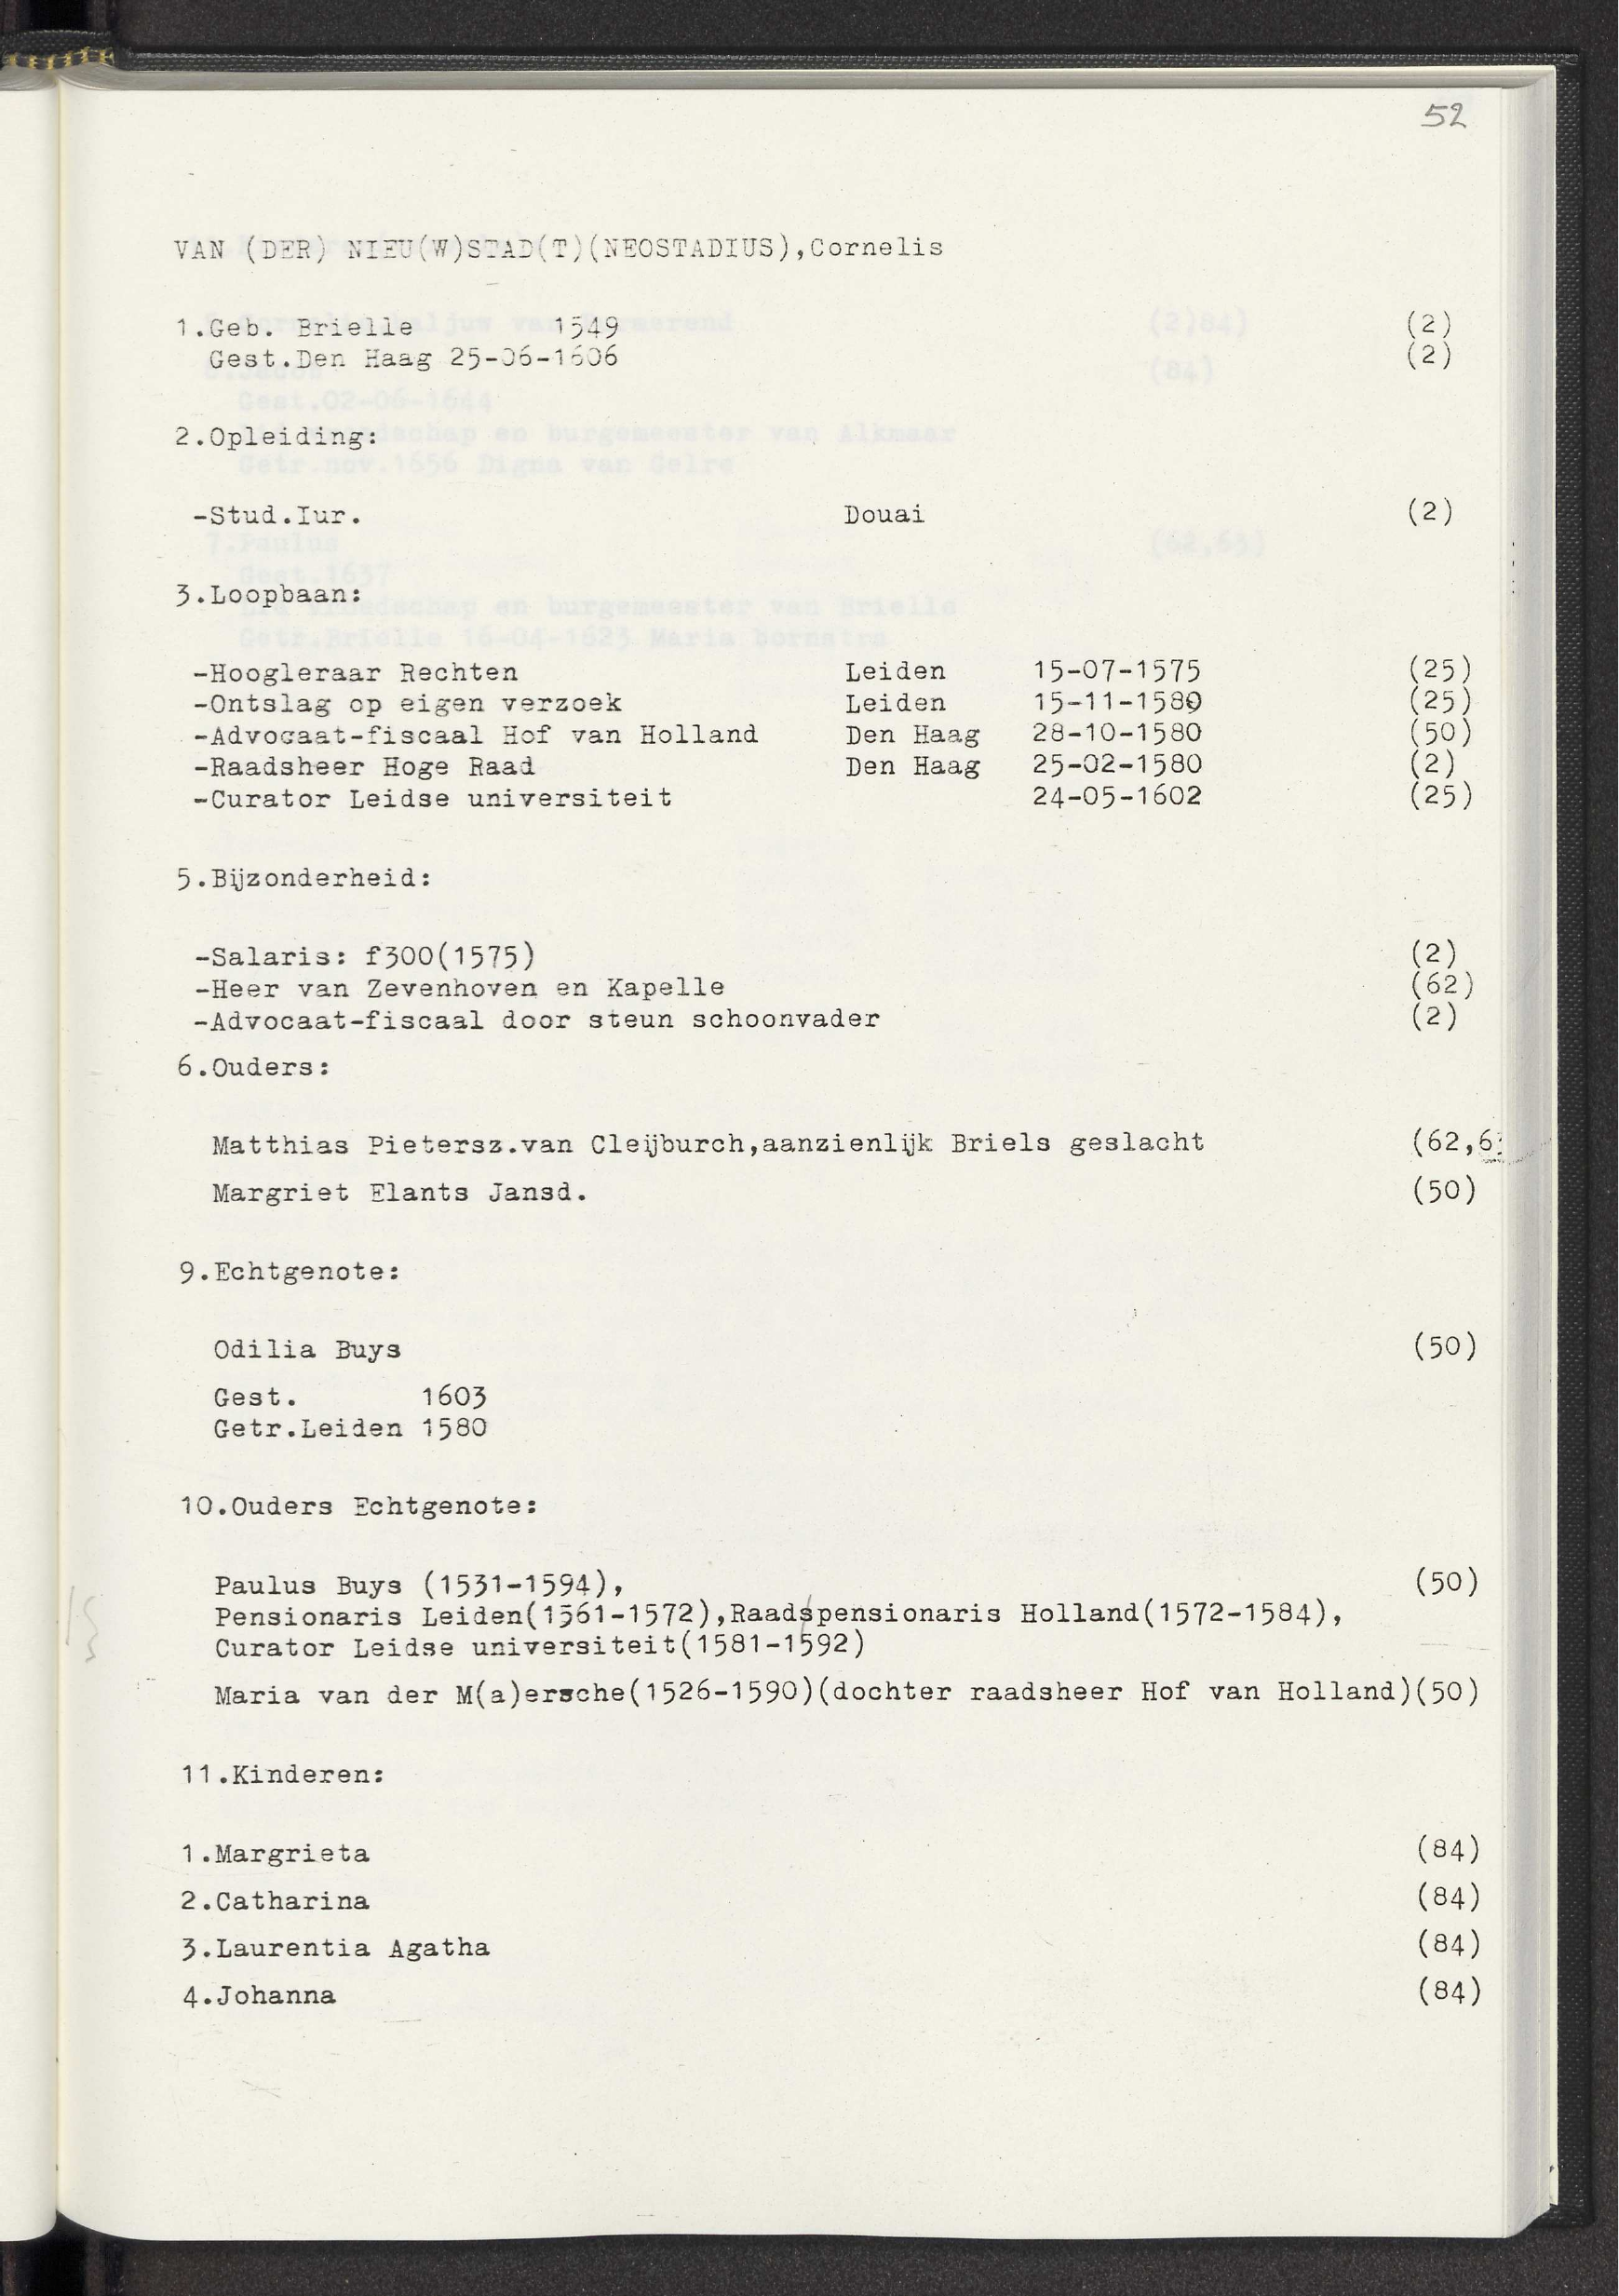 52
VAN (DER) NIEU(W)STAD(T)(NEOSTADIUS),Cornelis
1.Geb. Brielle 1549 (2)
Gest.Den Haag 25-06-1606 (2)
2.Opleiding:
-Stud.Iur. Douai (2)
3.Loopbaan:
-Hoogleraar Rechten Leiden 15-07-1575 (25)
-Ontslag op eigen verzoek Leiden 15-11-1580 (25)
-Advocaat-fiscaal Hof van Holland Den Haag 28-10-1580 (50)
-Raadsheer Hoge Raad Den Haag 25-02-1580 (2)
-Curator Leidse universiteit 24-05-1602 (25)
5.Bijzonderheid:
-Salaris: f300(1575) (2)
-Heer van Zevenhoven en Kapelle (62)
-Advocaat-fiscaal door steun schoonvader (2)
6.Ouders:
Matthias Pietersz.van Cleijburch,aanzienlijk Briels geslacht (62,6
Margriet Elants Jansd. (50)
9.Echtgenote:
Odilia Buys (50)
Gest. 1603
Getr.Leiden 1580
10.Ouders Echtgenote:
Paulus Buys (1531-1594), (50)
Pensionaris Leiden(1561-1572),Raadspensionaris Holland(1572-1584),
Curator Leidse universiteit(1581-1592)
Maria van der M(a)ersche(1526-1590)(dochter raadsheer Hof van Holland)(50)
11.Kinderen:
1.Margrieta (84)
2.Catharina (84)
3.Laurentia Agatha (84)
4.Johanna (84)